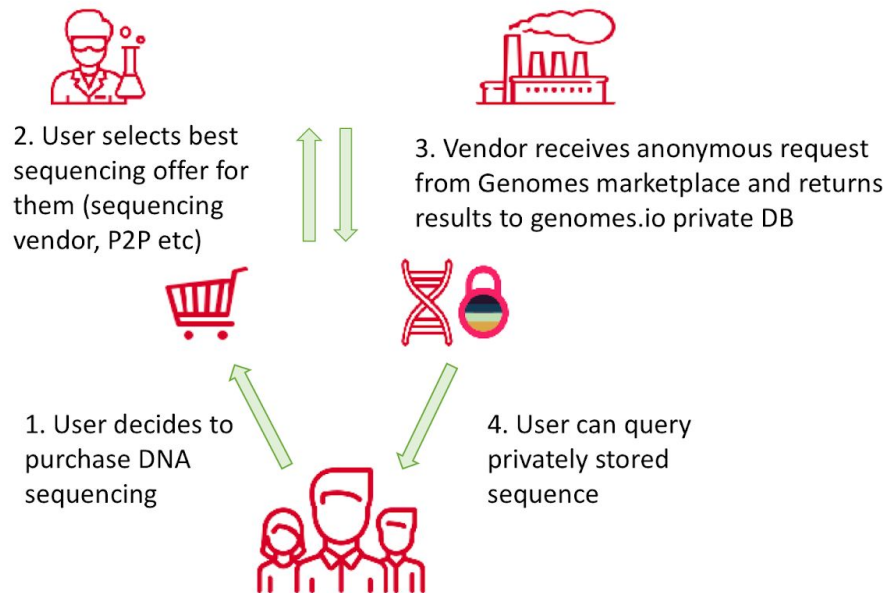 2. User selects best
sequencing offer for
them (sequencing
vendor, P2P etc)
3. Vendor receives anonymous request
from Genomes marketplace and returns
results to genomes.io private DB
1. User decides to
purchase DNA
sequencing
4. User can query
privately stored
sequence